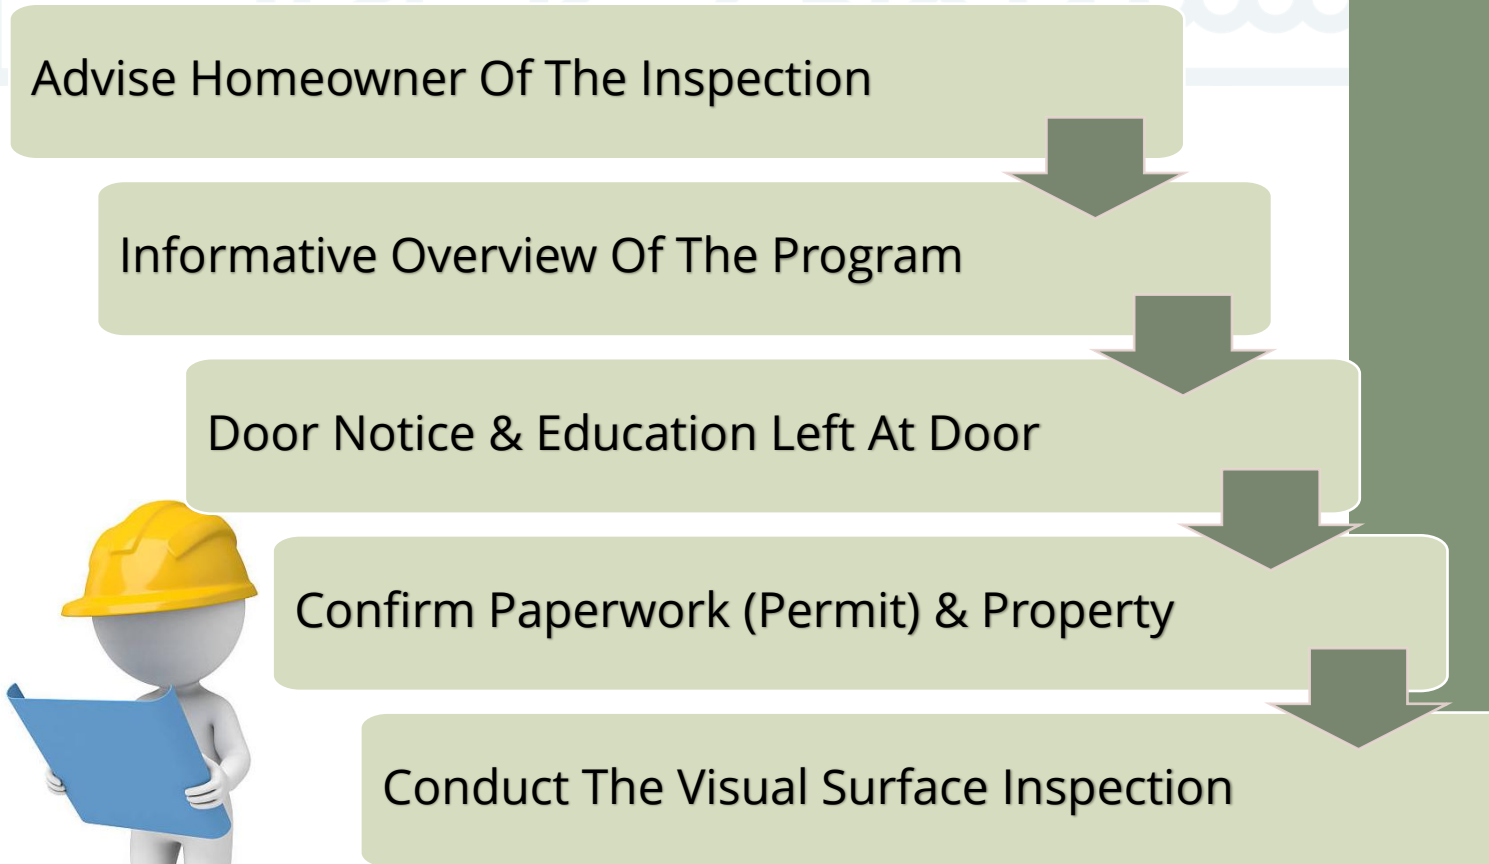 Advise Homeowner Of The Inspection
Informative Overview Of The Program
Door Notice & Education Left At Door
Confirm Paperwork (Permit) & Property
Conduct The Visual Surface Inspection